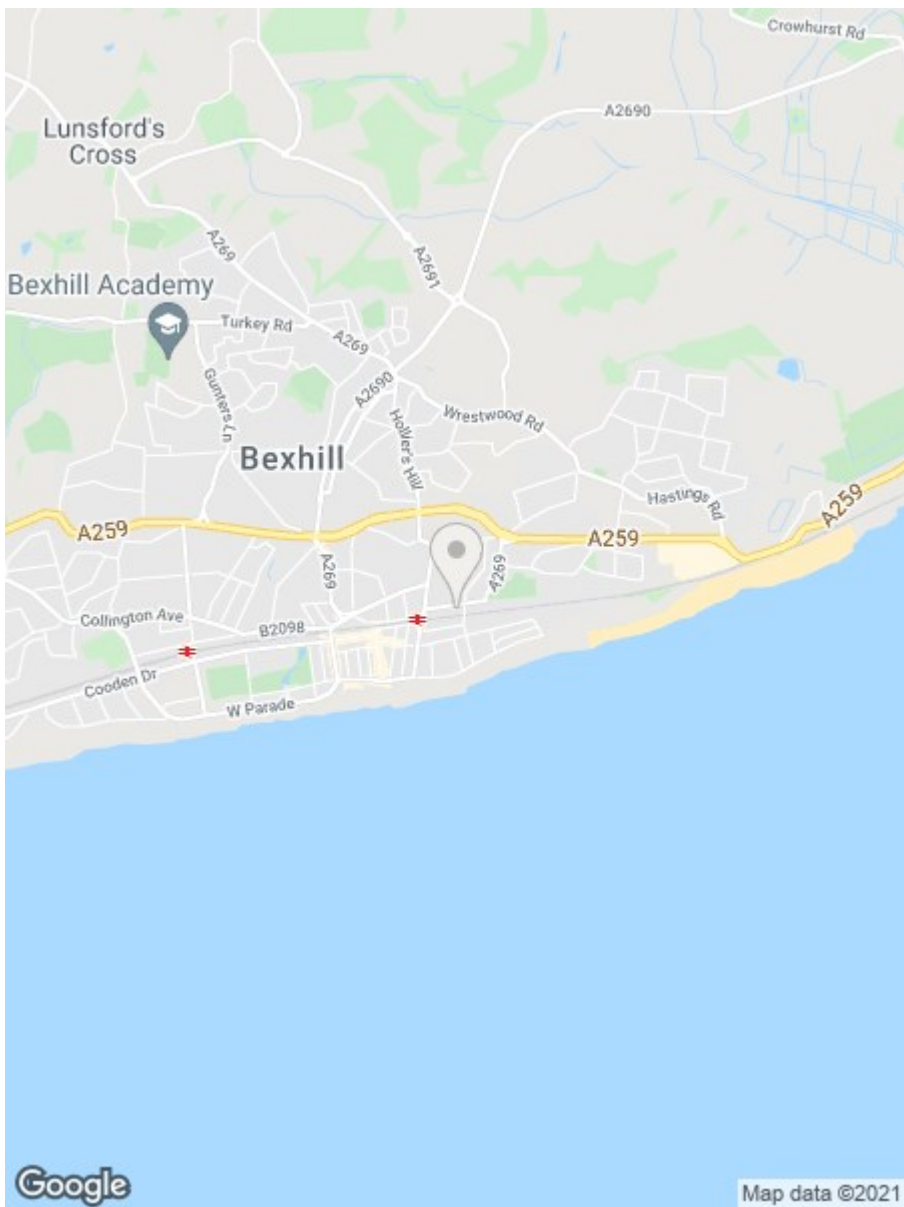 Crowhurst Rd
A2690
Lunsford's
Cross
A269
A2691
Bexhill Academy
Turkey Rd
A269
A2690
Gunters Ln
Holliver's Hill
Wrestwood Rd
Bexhill
Hastings Rd
A259
A259
A259
A269
A269
Collington Ave
B2098
Cooden Dr
W Parade
Google
Map data ©2021